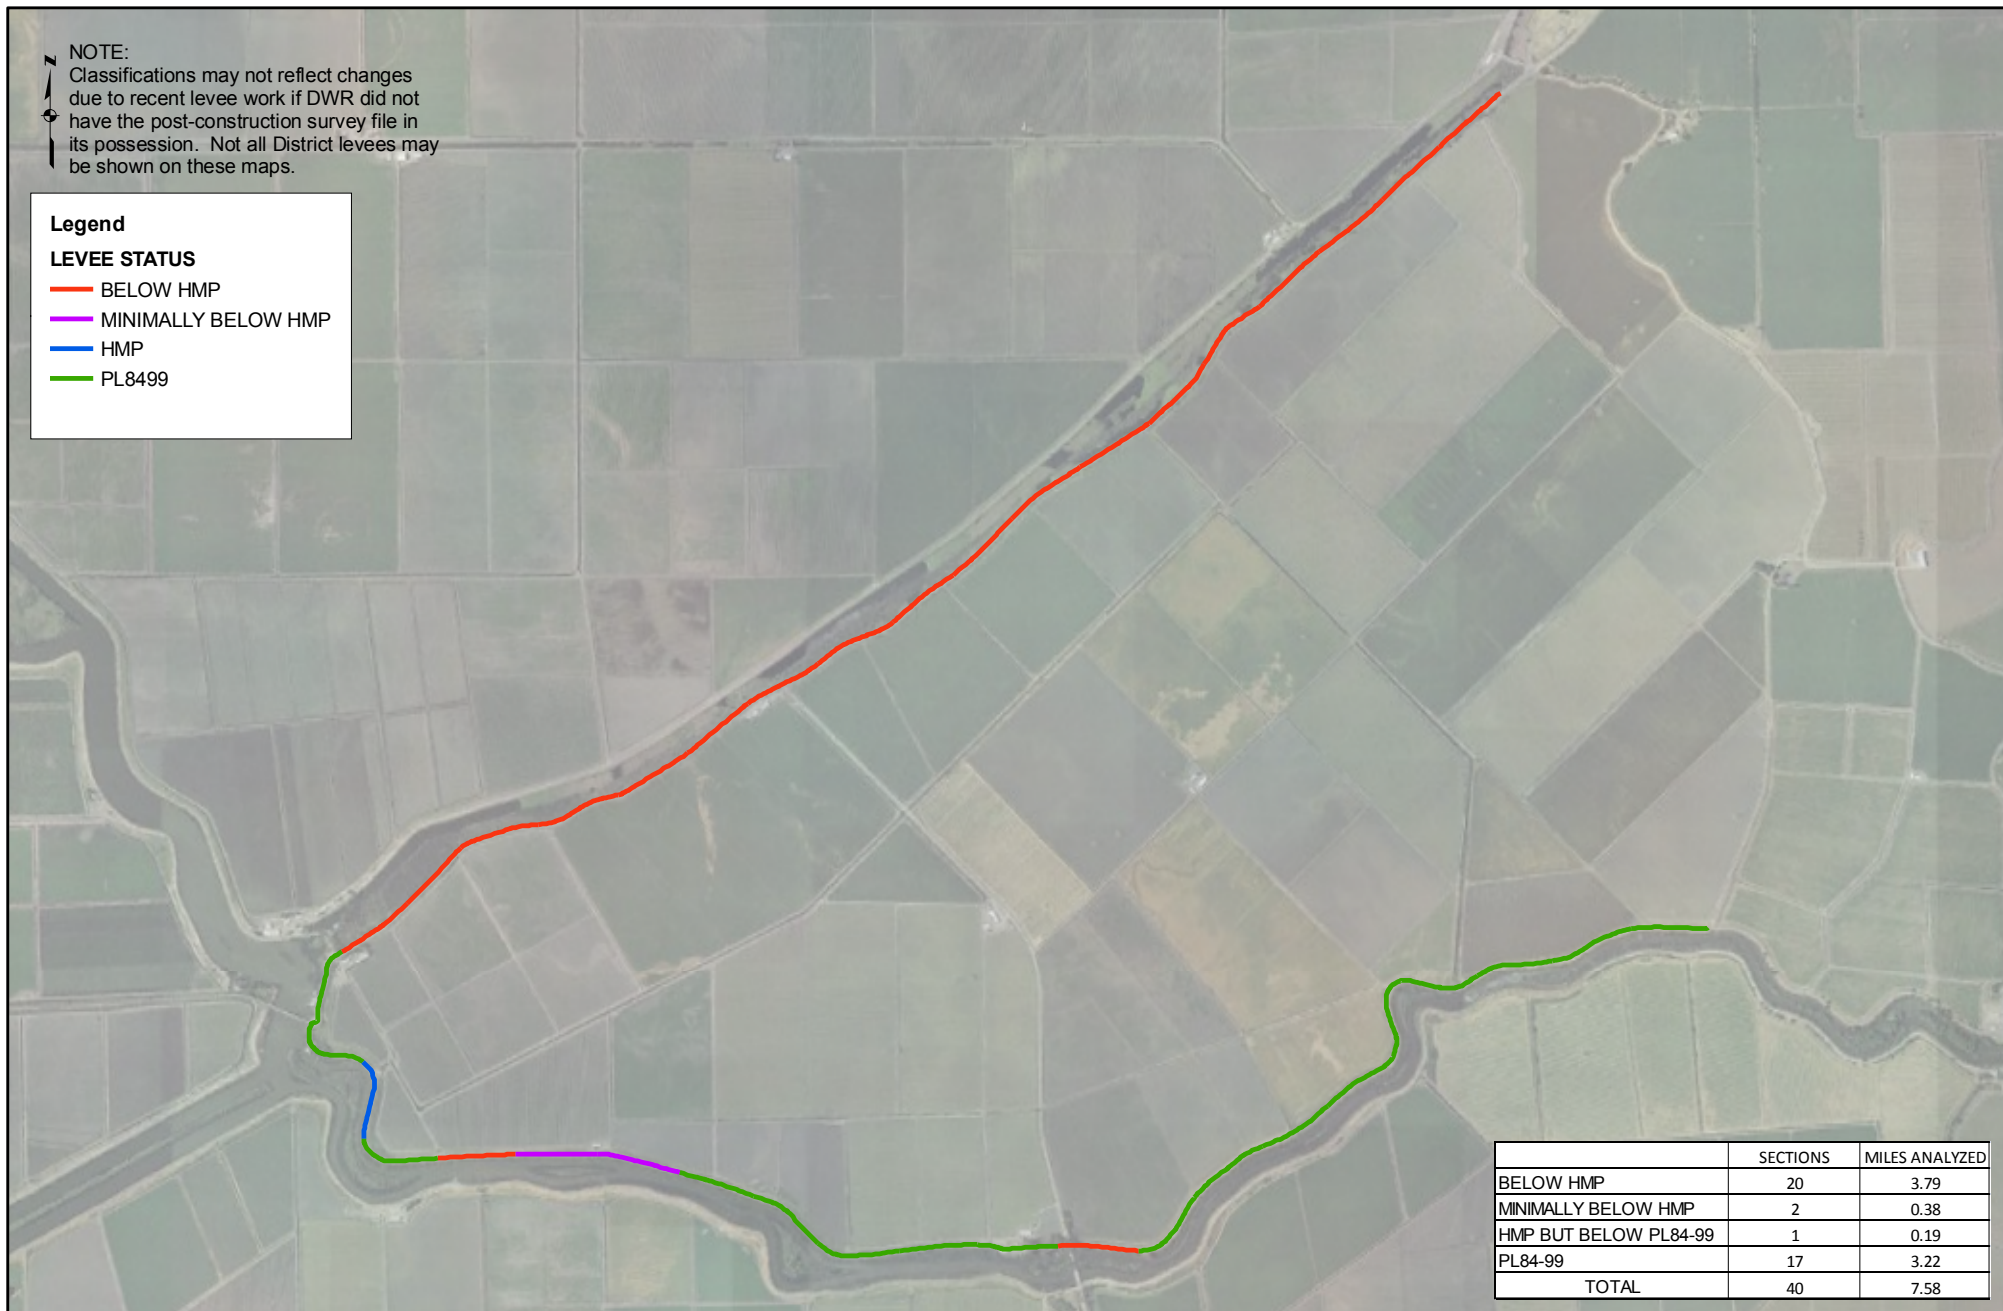 N
NOTE:
Classifications may not reflect changes
due to recent levee work if DWR did not
have the post-construction survey file in
its possession. Not all District levees may
be shown on these maps.
Legend
LEVEE STATUS
BELOW HMP
MINIMALLY BELOW HMP
HMP
PL8499
SECTIONS MILES ANALYZED
BELOW HMP 20 3.79
MINIMALLY BELOW HMP 2 0.38
HMP BUT BELOW PL84-99 1 0.19
PL84-99 17 3.22
TOTAL 40 7.58